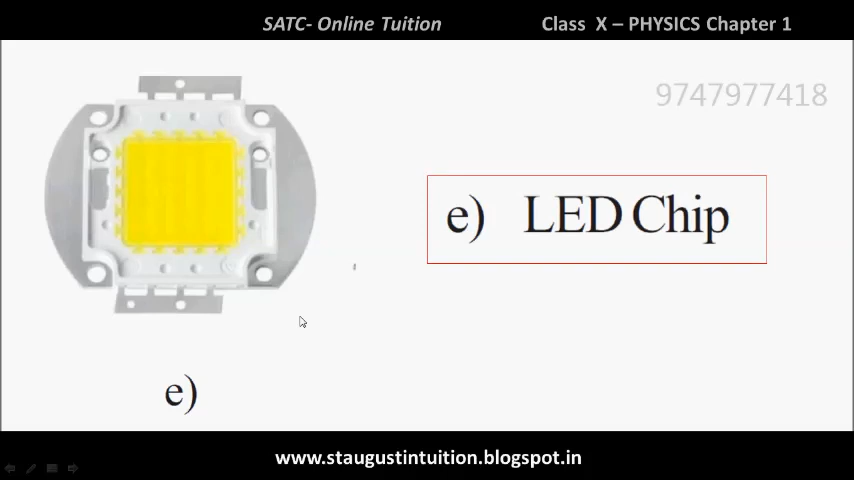 SATC- Online Tuition Class X – PHYSICS Chapter 1
9747977418
e) LED Chip
e)
www.staugustintuition.blogspot.in